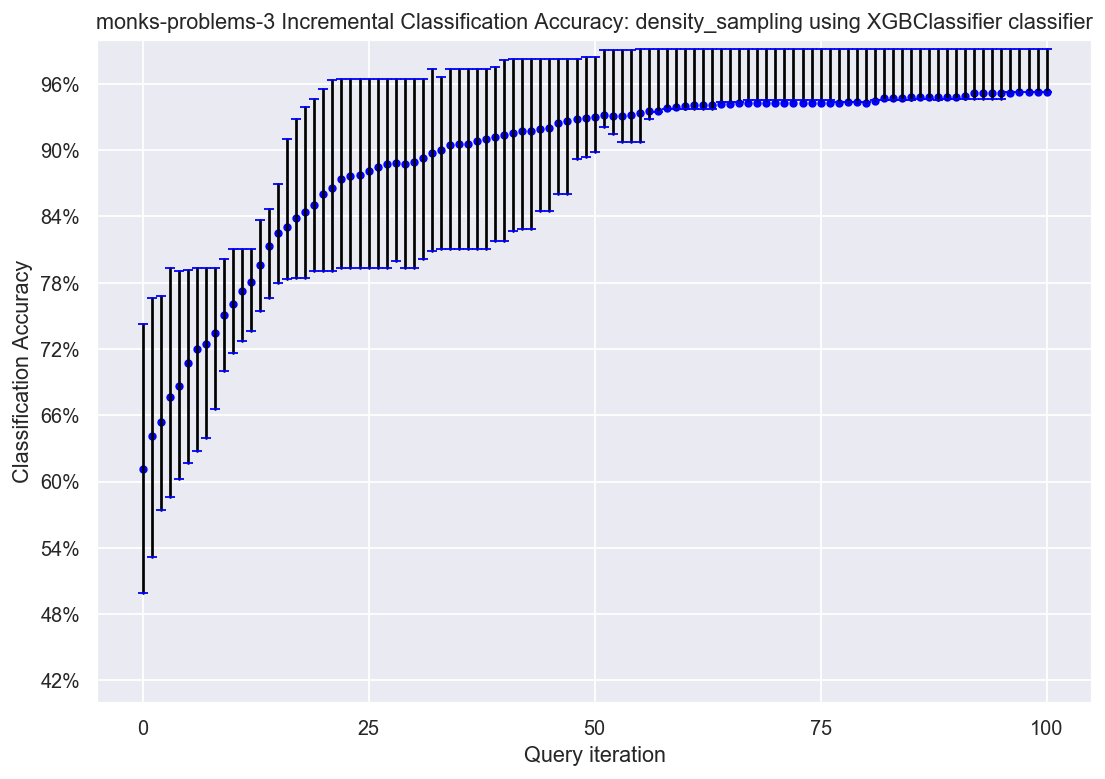 monks-problems-3 Incremental Classification Accuracy: density_sampling using XGBClassifier classifier
Classification Accuracy
96%
90%
84%
78%
72%
66%
60%
54%
48%
42%
0 25 50 75 100
Query iteration